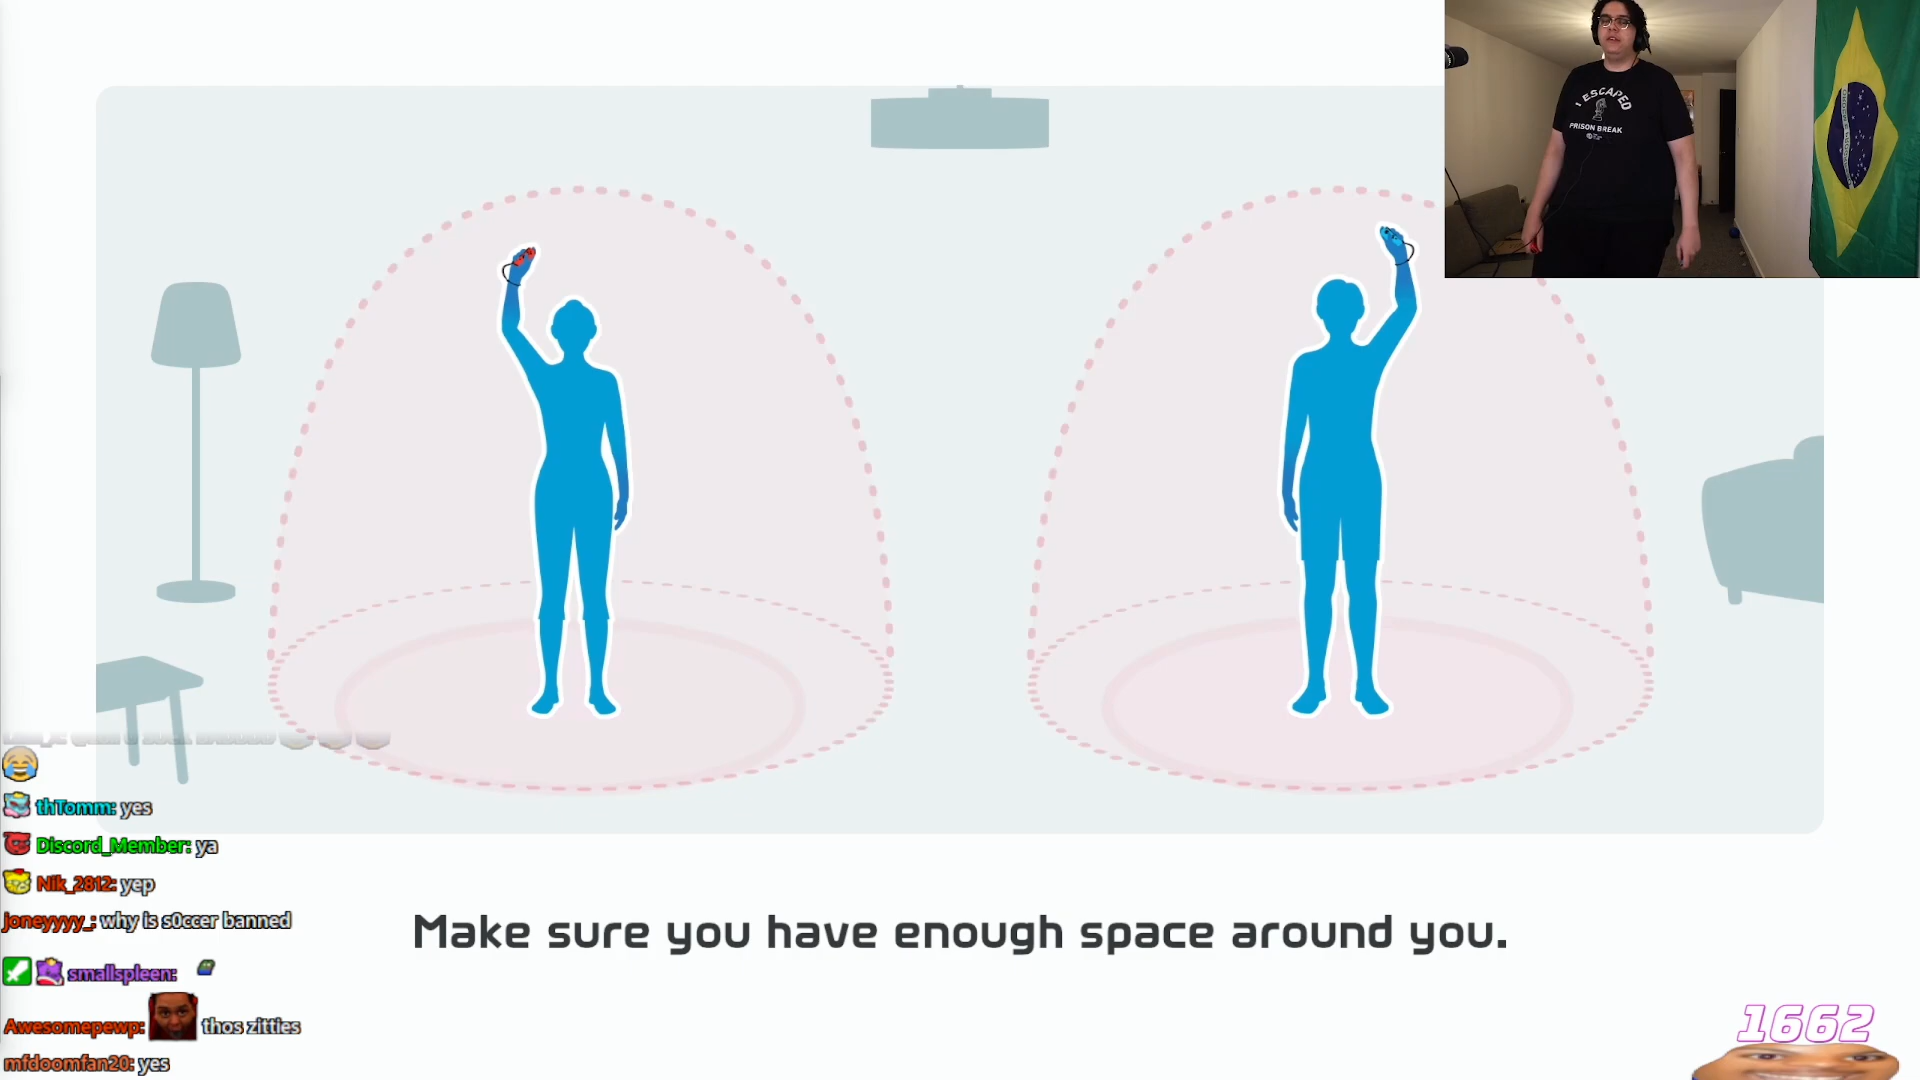 I ESCAPED
PRISON BREAK
thTomm: yes
Discord_Member: ya
Nik_2812: yep
joneyyyy_: why is s0ccer banned
smallspleen:
Awesomepewp: thos zitties
mfdoomfan20: yes
Make sure you have enough space around you.
1662